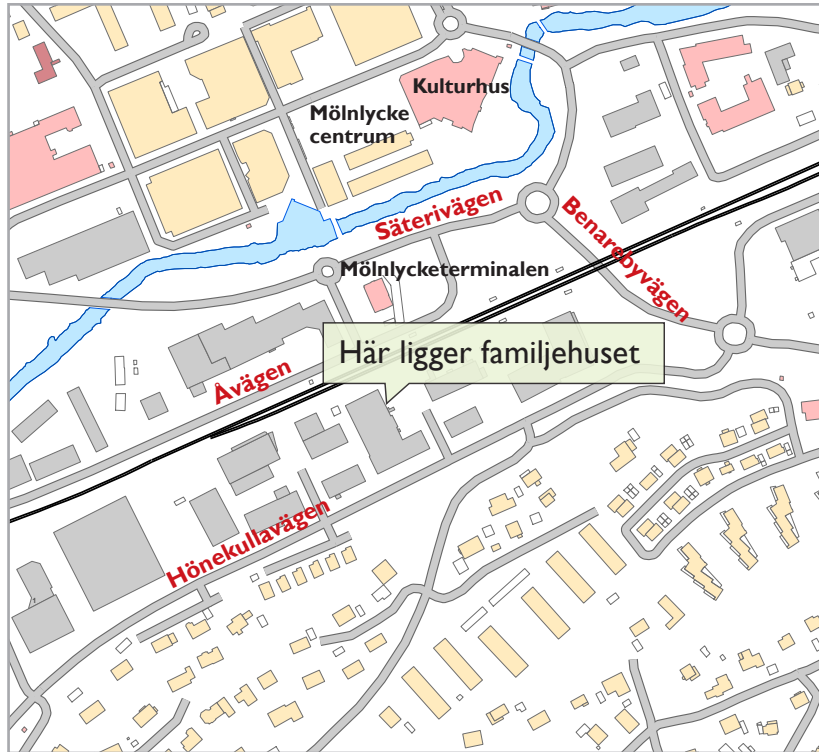 Kulturhus
Mölnlycke
centrum
Säterivägen
Benarebyvägen
Mölnlycketerminalen
Här ligger familjehuset
Åvägen
Hönekullavägen